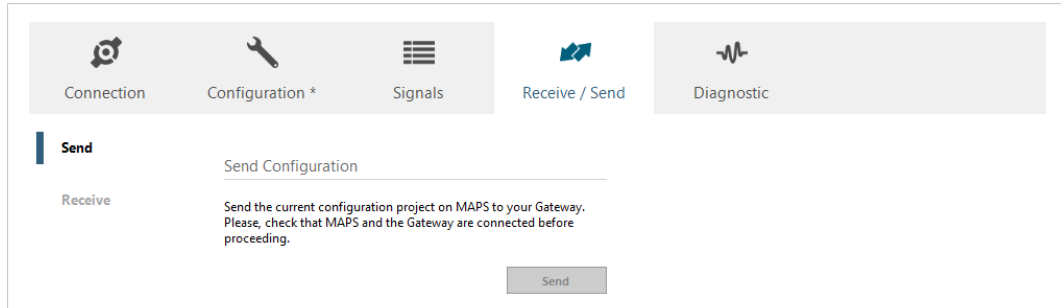 Connection
Configuration *
Signals
Receive / Send
Diagnostic
Send
Send Configuration
Receive
Send the current configuration project on MAPS to your Gateway.
Please, check that MAPS and the Gateway are connected before
proceeding.
Send